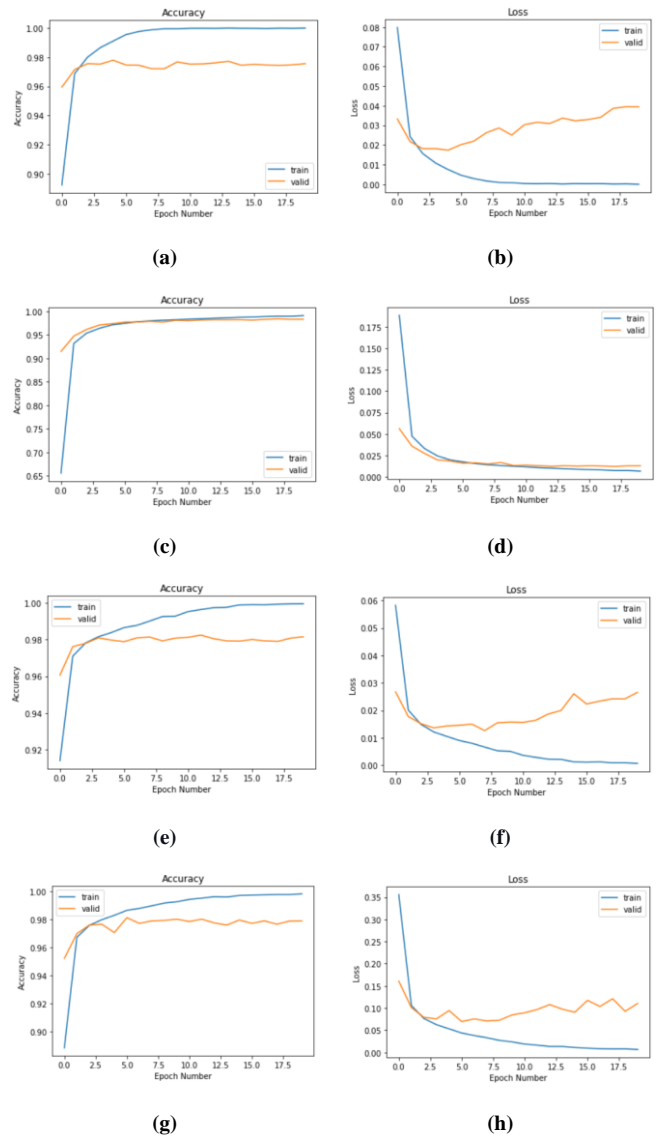 Accuracy
1.00
0.98
0.96
0.94
0.92
0.90
Accuracy
train
valid
0.0 2.5 5.0 7.5 10.0 12.5 15.0 17.5
Epoch Number
(a)
Loss
0.08
0.07
0.06
0.05
0.04
0.03
0.02
0.01
0.00
Loss
train
valid
0.0 2.5 5.0 7.5 10.0 12.5 15.0 17.5
Epoch Number
(b)
Accuracy
1.00
0.95
0.90
0.85
0.80
0.75
0.70
0.65
Accuracy
train
valid
0.0 2.5 5.0 7.5 10.0 12.5 15.0 17.5
Epoch Number
(c)
Loss
0.175
0.150
0.125
0.100
0.075
0.050
0.025
0.000
Loss
train
valid
0.0 2.5 5.0 7.5 10.0 12.5 15.0 17.5
Epoch Number
(d)
Accuracy
1.00
0.98
0.96
0.94
0.92
Accuracy
train
valid
0.0 2.5 5.0 7.5 10.0 12.5 15.0 17.5
Epoch Number
(e)
Loss
0.06
0.05
0.04
0.03
0.02
0.01
0.00
Loss
train
valid
0.0 2.5 5.0 7.5 10.0 12.5 15.0 17.5
Epoch Number
(f)
Accuracy
1.00
0.98
0.96
0.94
0.92
0.90
Accuracy
train
valid
0.0 2.5 5.0 7.5 10.0 12.5 15.0 17.5
Epoch Number
(g)
Loss
0.35
0.30
0.25
0.20
0.15
0.10
0.05
0.00
Loss
train
valid
0.0 2.5 5.0 7.5 10.0 12.5 15.0 17.5
Epoch Number
(h)